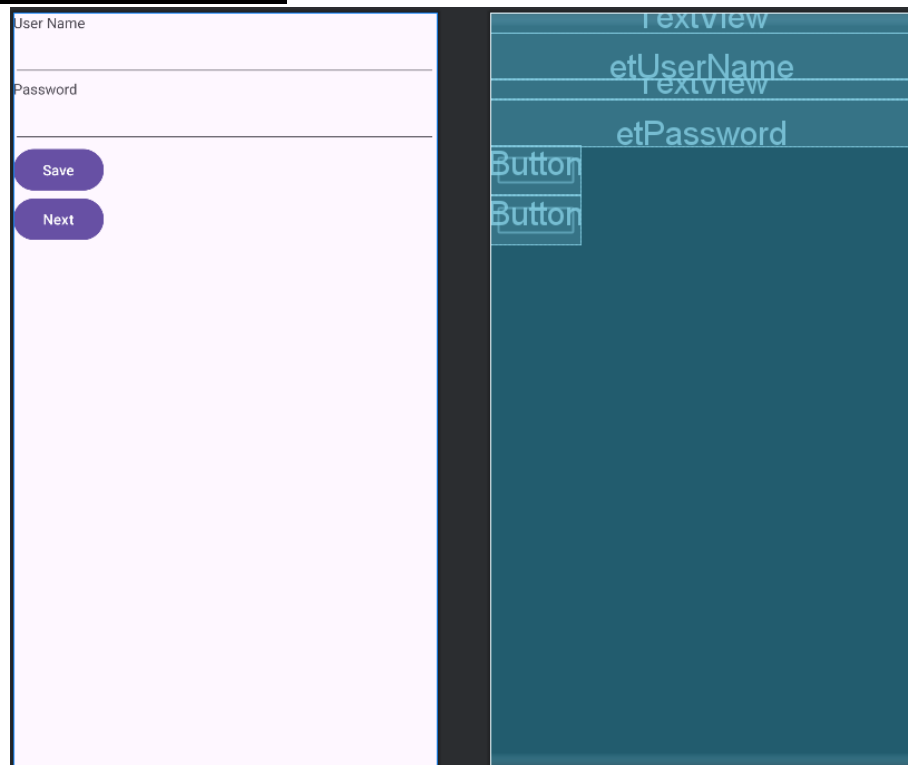 User Name
Password
Save
Next
TextView
etUserName
TextView
etPassword
Button
Button